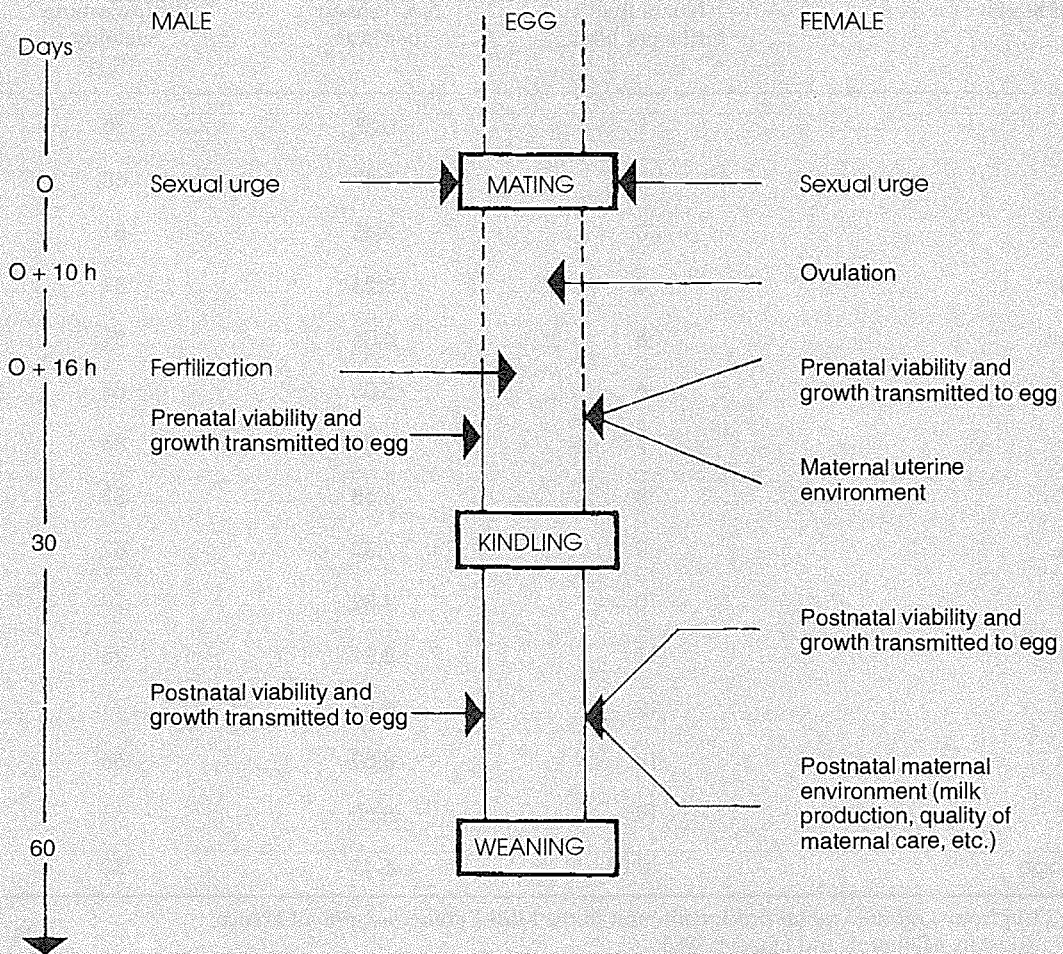 MALE
EGG
FEMALE
Days
O
Sexual urge
MATING
Sexual urge
O + 10 h
Ovulation
O + 16 h
Fertilization
Prenatal viability and
growth transmitted to egg
Prenatal viability and
growth transmitted to egg
Maternal uterine
environment
30
KINDLING
Postnatal viability and
growth transmitted to egg
Postnatal viability and
growth transmitted to egg
Postnatal maternal
environment (milk
production, quality of
maternal care, etc.)
60
WEANING